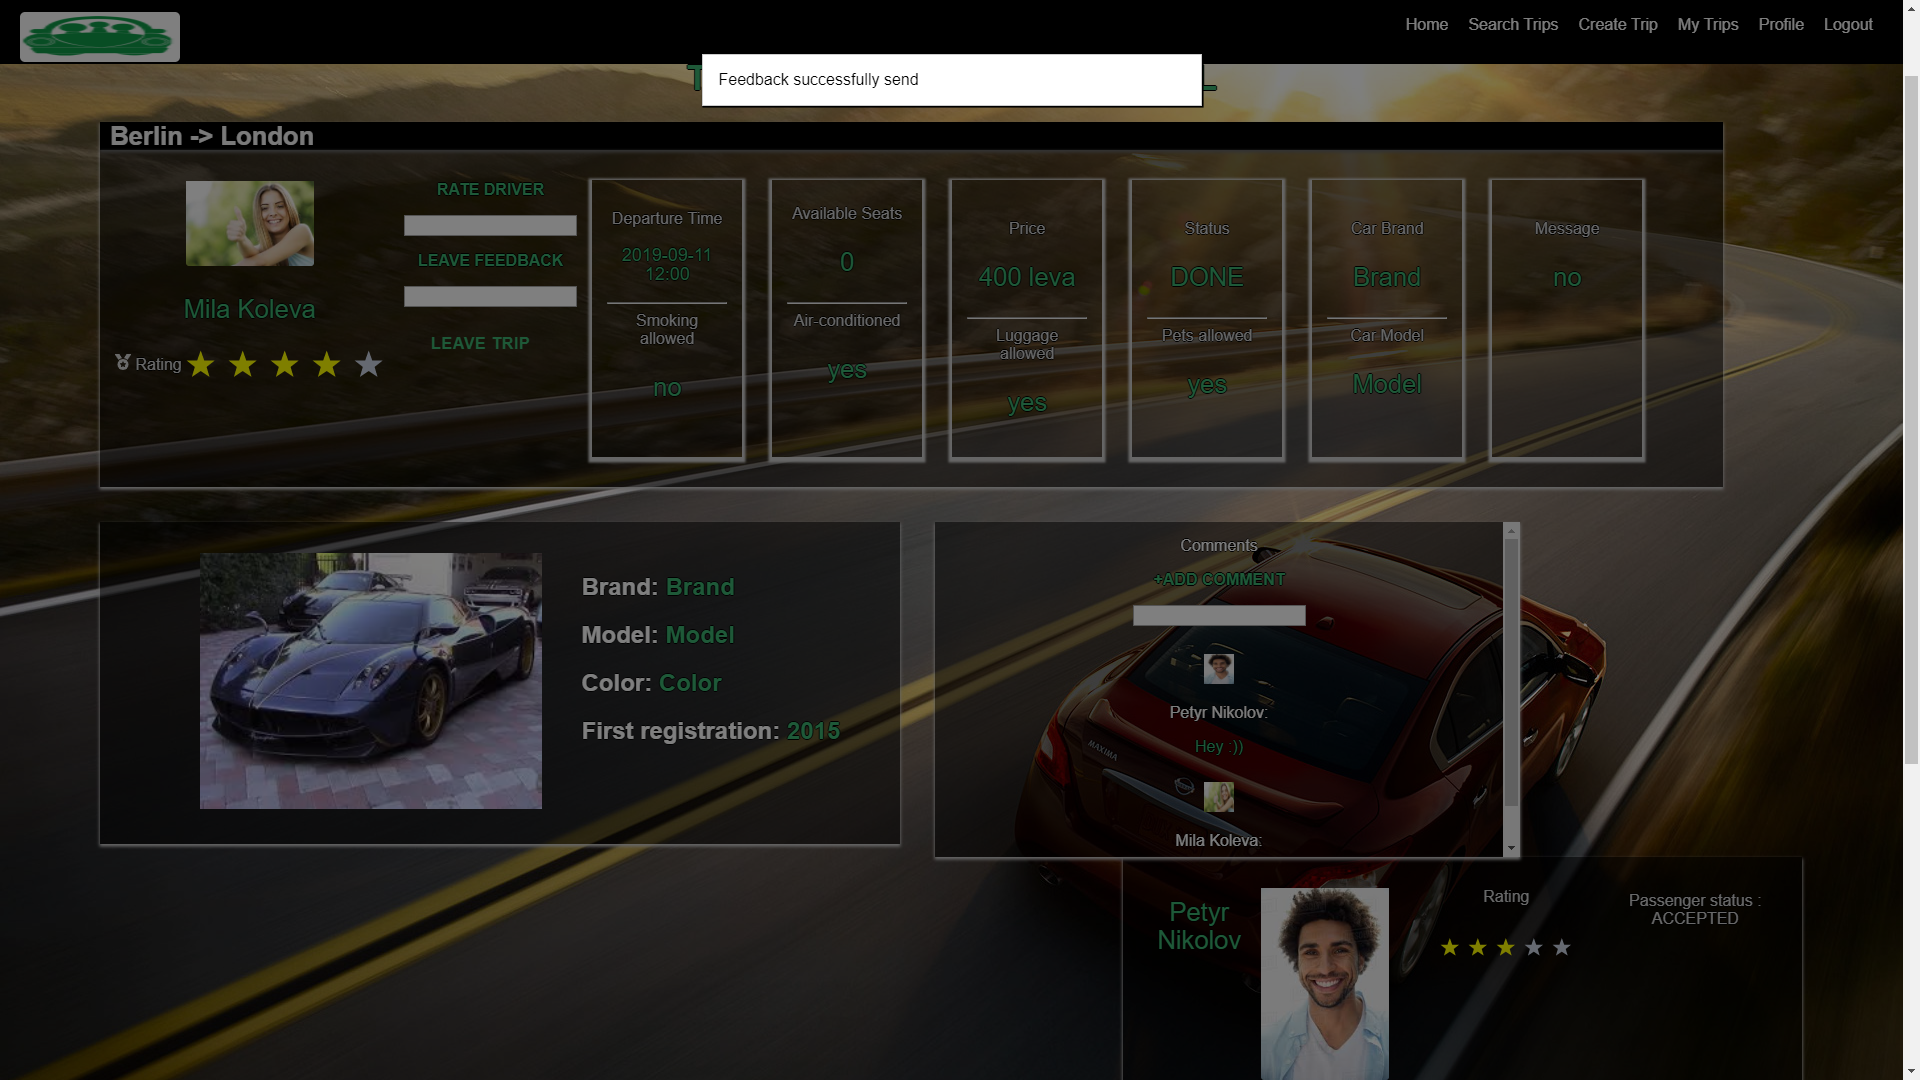 Home Search Trips Create Trip My Trips Profile Logout
Feedback successfully send
Berlin -> London
Mila Koleva
Rating
RATE DRIVER
LEAVE FEEDBACK
LEAVE TRIP
Departure Time
2019-09-11
12:00
Smoking
allowed
no
Available Seats
0
Air-conditioned
yes
Price
400 leva
Luggage
allowed
yes
Status
DONE
Pets allowed
yes
Car Brand
Brand
Car Model
Model
Message
no
Brand: Brand
Model: Model
Color: Color
First registration: 2015
Comments
+ADD COMMENT
Petyr Nikolov:
Hey :))
Mila Koleva:
MAXIMA
Petyr
Nikolov
Rating
Passenger status :
ACCEPTED